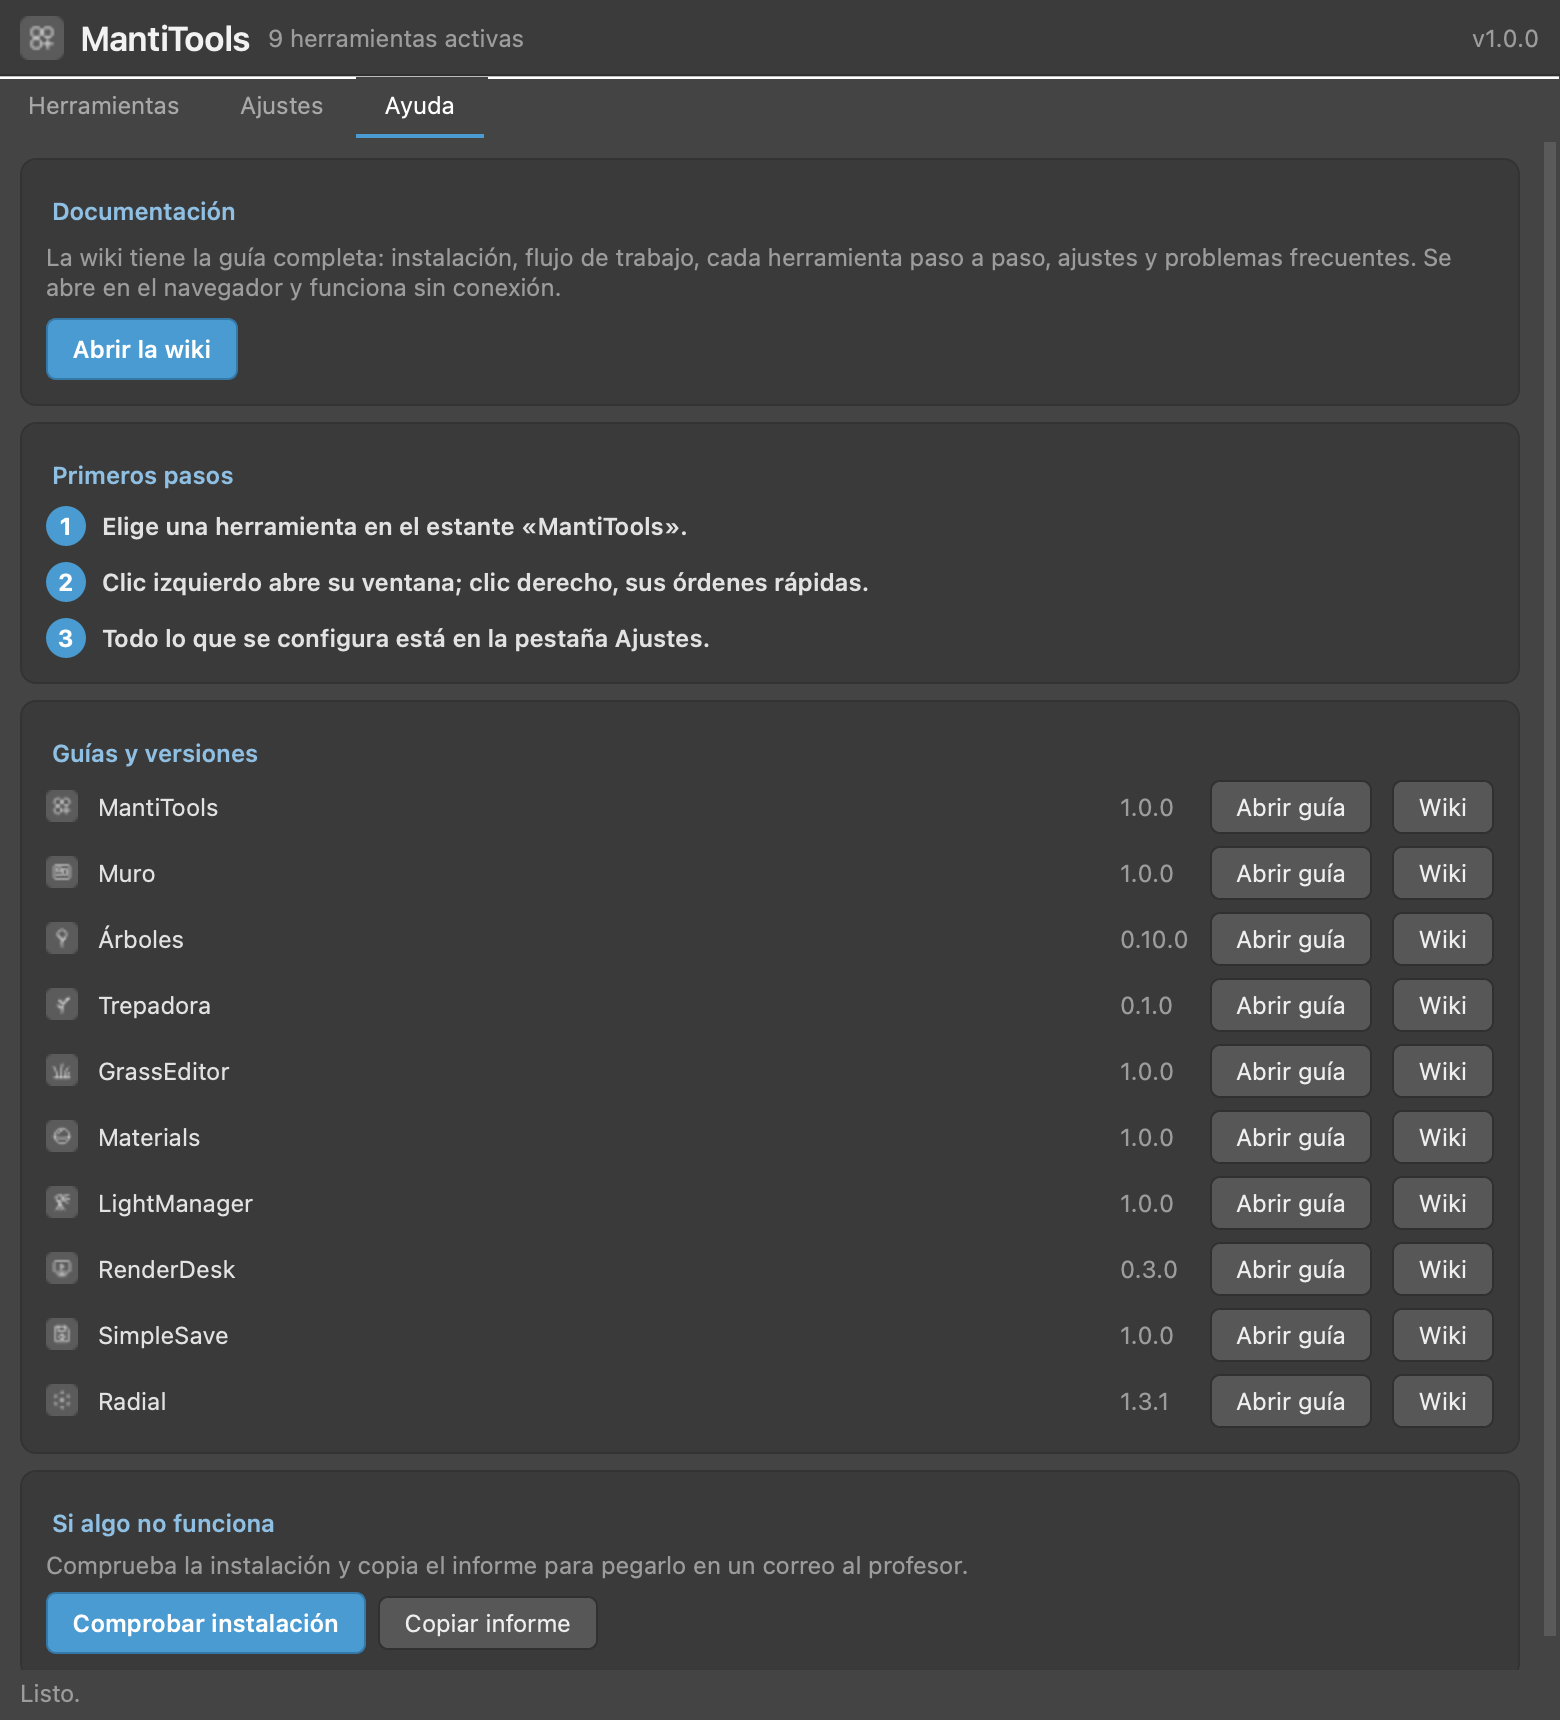 MantiTools 9 herramientas activas v1.0.0
Herramientas Ajustes Ayuda
Documentación
La wiki tiene la guía completa: instalación, flujo de trabajo, cada herramienta paso a paso, ajustes y problemas frecuentes. Se
abre en el navegador y funciona sin conexión.
Abrir la wiki
Primeros pasos
1 Elige una herramienta en el estante «MantiTools».
2 Clic izquierdo abre su ventana; clic derecho, sus órdenes rápidas.
3 Todo lo que se configura está en la pestaña Ajustes.
Guías y versiones
MantiTools 1.0.0 Abrir guía Wiki
Muro 1.0.0 Abrir guía Wiki
Árboles 0.10.0 Abrir guía Wiki
Trepadora 0.1.0 Abrir guía Wiki
GrassEditor 1.0.0 Abrir guía Wiki
Materials 1.0.0 Abrir guía Wiki
LightManager 1.0.0 Abrir guía Wiki
RenderDesk 0.3.0 Abrir guía Wiki
SimpleSave 1.0.0 Abrir guía Wiki
Radial 1.3.1 Abrir guía Wiki
Si algo no funciona
Comprueba la instalación y copia el informe para pegarlo en un correo al profesor.
Comprobar instalación Copiar informe
Listo.